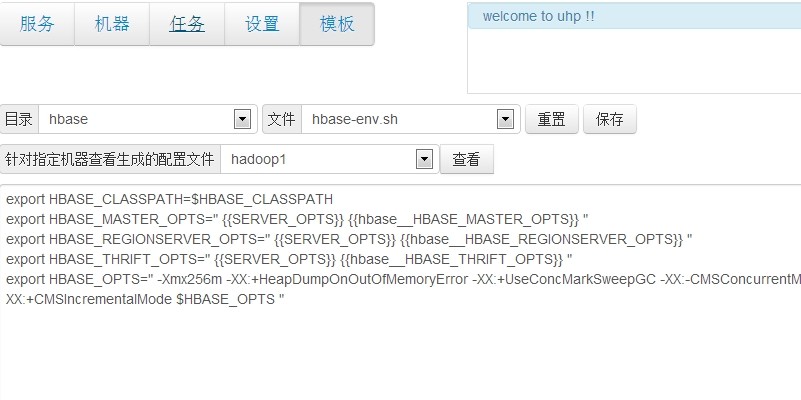 服务 机器 任务 设置 模板
welcome to uhp !!
目录 hbase 文件 hbase-env.sh 重置 保存
针对指定机器查看生成的配置文件 hadoop1 查看
export HBASE_CLASSPATH=$HBASE_CLASSPATH
export HBASE_MASTER_OPTS=" {{SERVER_OPTS}} {{hbase__HBASE_MASTER_OPTS}} "
export HBASE_REGIONSERVER_OPTS=" {{SERVER_OPTS}} {{hbase__HBASE_REGIONSERVER_OPTS}} "
export HBASE_THRIFT_OPTS=" {{SERVER_OPTS}} {{hbase__HBASE_THRIFT_OPTS}} "
export HBASE_OPTS=" -Xmx256m -XX:+HeapDumpOnOutOfMemoryError -XX:+UseConcMarkSweepGC -XX:-CMSConcurrentM
XX:+CMSIncrementalMode $HBASE_OPTS "